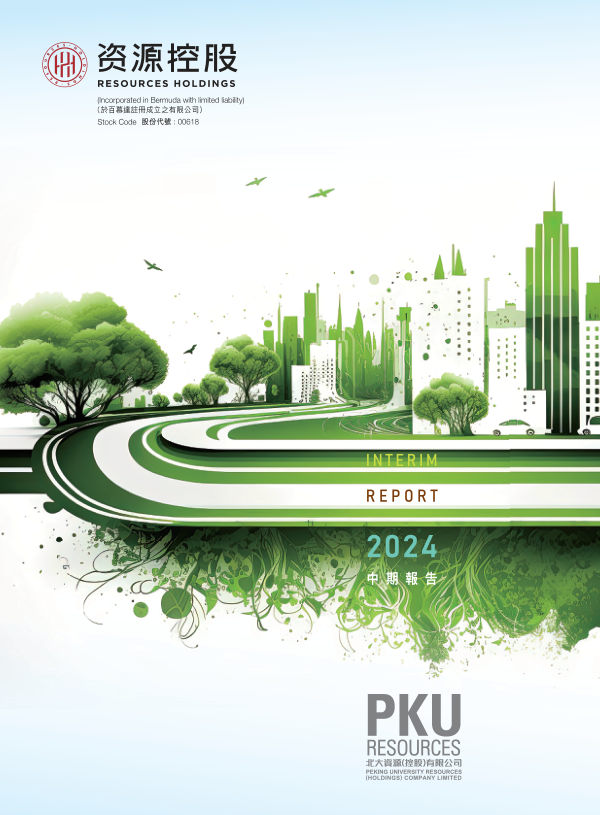 资源控股
RESOURCES HOLDINGS
(Incorporated in Bermuda with limited liability)
(於百慕達註冊成立之有限公司)
Stock Code 股份代號 : 00618
INTERIM
REPORT
2024
中期報告
PKU
RESOURCES
北大資源(控股)有限公司
PEKING UNIVERSITY RESOURCES
(HOLDINGS) COMPANY LIMITED